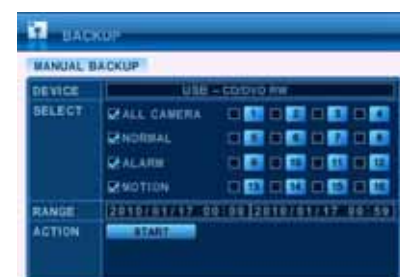 BACKUP
MANUAL BACKUP
DEVICE USB - CD/DVD RW
SELECT ALL CAMERA 1 2 3 4
NORMAL 5 6 7 8
ALARM 9 10 11 12
MOTION 13 14 15 16
RANGE 2010/01/17 00:00 2010/01/17 00:59
ACTION START